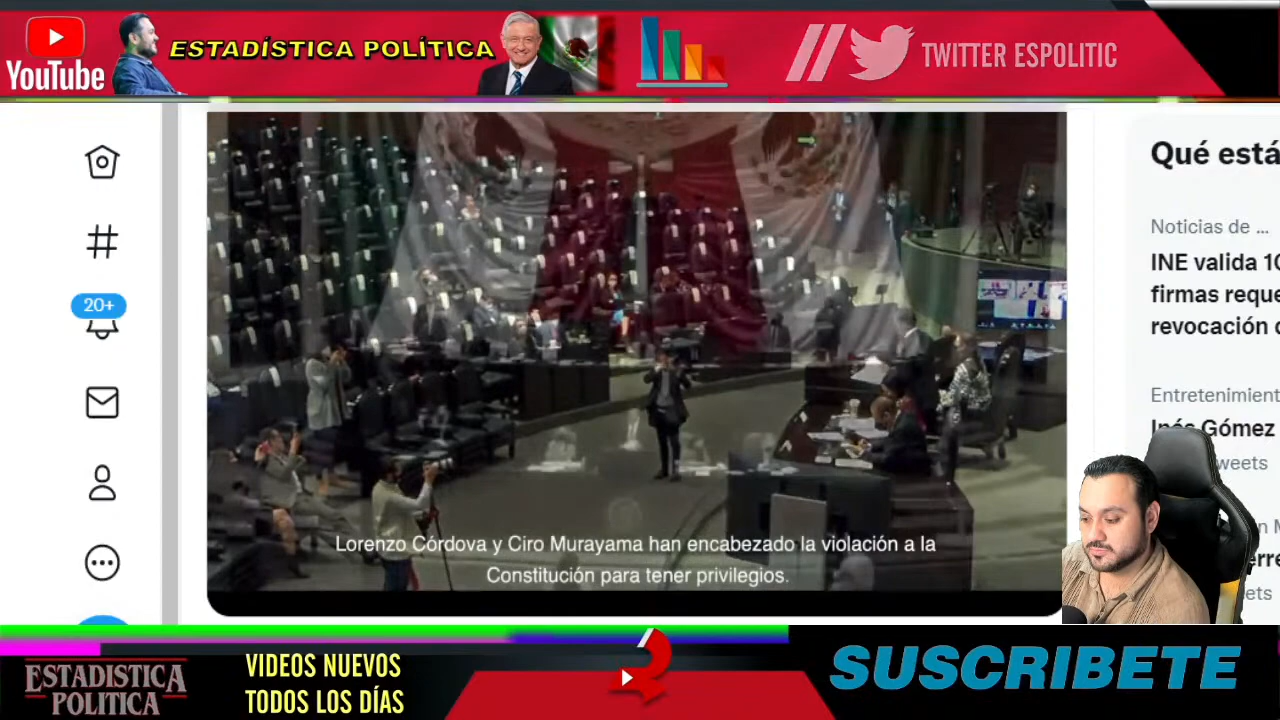 YouTube
ESTADÍSTICA POLÍTICA
TWITTER ESPOLITIC
20+
Qué está
Noticias de ...
INE valida 10
firmas reque
revocación
Entretenimient
Inés Gómez
weets
Lorenzo Córdova y Ciro Murayama han encabezado la violación a la
Constitución para tener privilegios.
ESTADISTICA
POLÍTICA
VIDEOS NUEVOS
TODOS LOS DÍAS
SUSCRIBETE